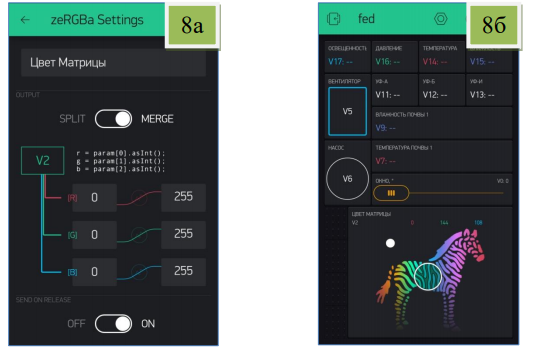 zeRGBa Settings
8a
Цвет Матрицы
OUTPUT
SPLIT MERGE
V2
r = param[0].asInt();
g = param[1].asInt();
b = param[2].asInt();
[R] 0 255
[G] 0 255
[B] 0 255
SEND ON RELEASE
OFF ON
fed
8б
ОСВЕЩЕННОСТЬ ДАВЛЕНИЕ ТЕМПЕРАТУРА
V17: -- V16: -- V14: -- V15: --
ВЕНТИЛЯТОР УФ-А УФ-Б УФ-И
V5 V11: -- V12: -- V13: --
ВЛАЖНОСТЬ ПОЧВЫ 1
V9: --
НАСОС ТЕМПЕРАТУРА ПОЧВЫ 1
V7: --
V6 ОКНО, ° V0: 0
ЦВЕТ МАТРИЦЫ
V2 0 144 108